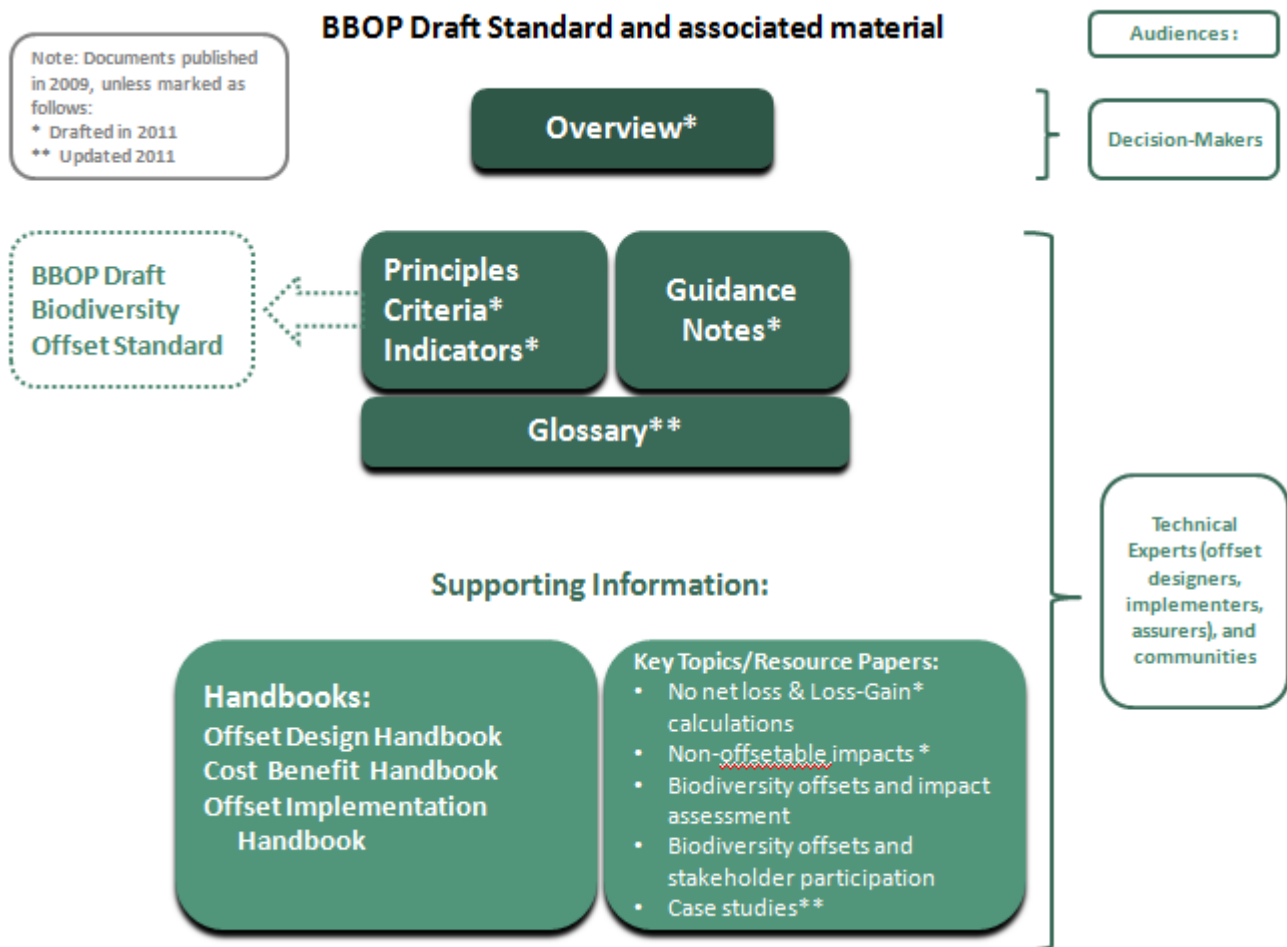 BBOP Draft Standard and associated material
Note: Documents published
in 2009, unless marked as
follows:
* Drafted in 2011
** Updated 2011
Audiences :
Overview*
Decision-Makers
BBOP Draft
Biodiversity
Offset Standard
Principles
Criteria*
Indicators*
Guidance
Notes*
Glossary**
Technical
Experts (offset
designers,
implementers,
assurers), and
communities
Supporting Information:
Handbooks:
Offset Design Handbook
Cost Benefit Handbook
Offset Implementation
Handbook
Key Topics/Resource Papers:
• No net loss & Loss-Gain*
calculations
• Non-offsetable impacts *
• Biodiversity offsets and impact
assessment
• Biodiversity offsets and
stakeholder participation
• Case studies**